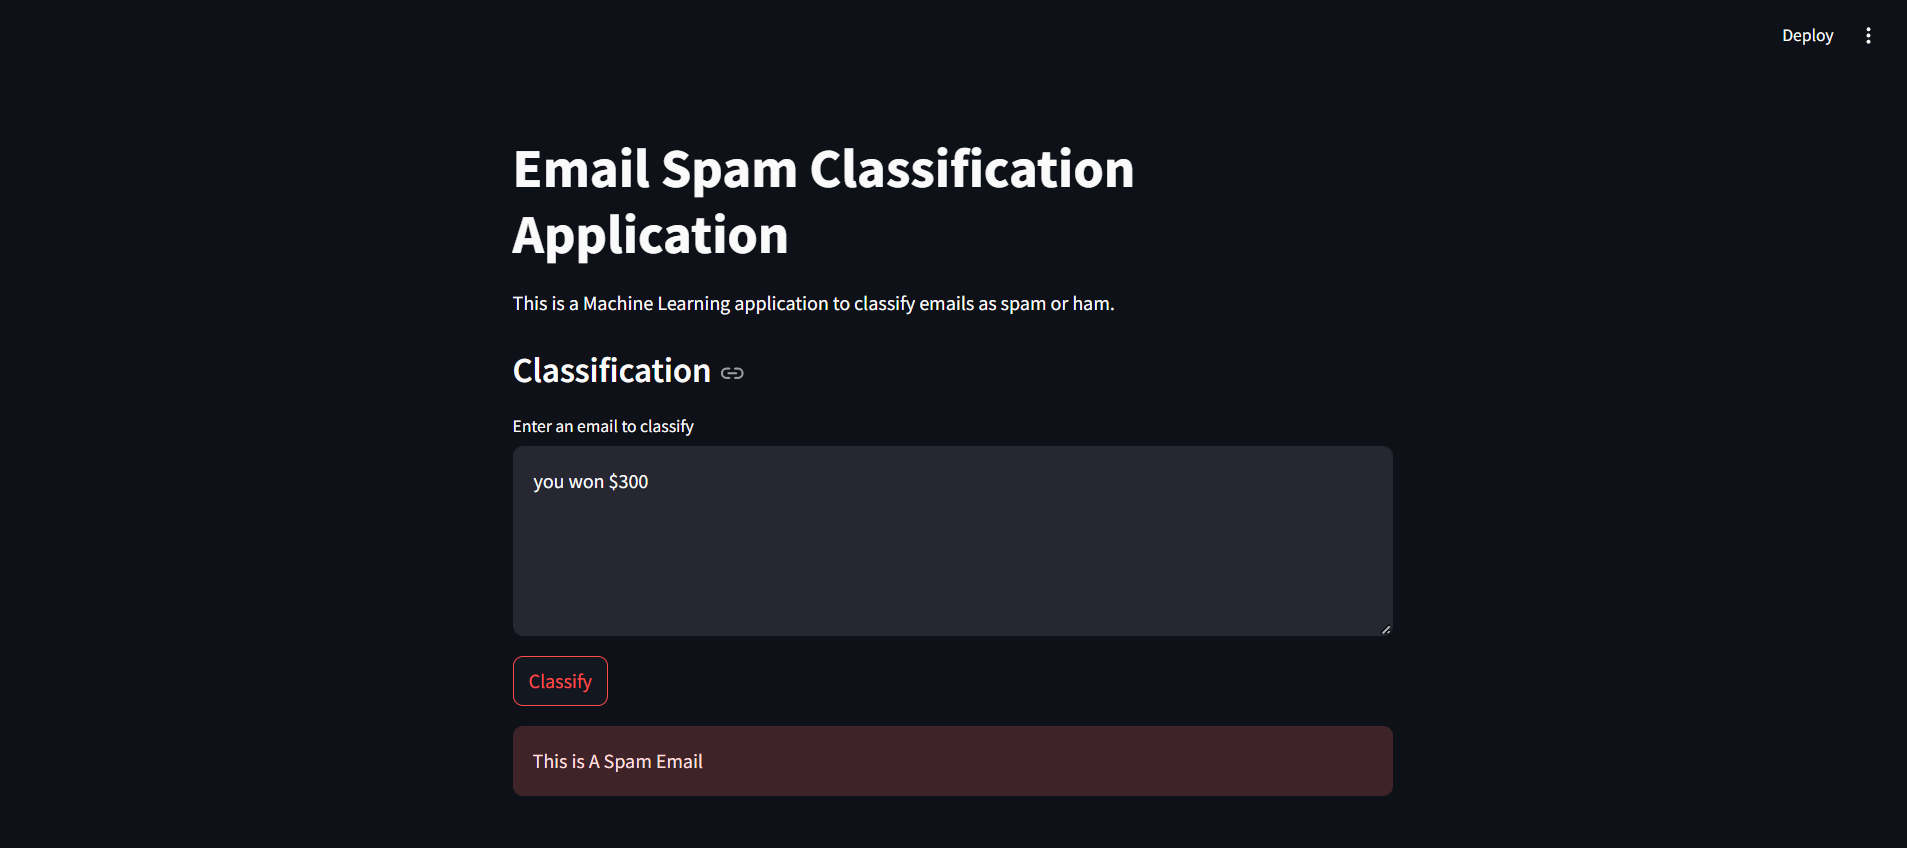 Deploy
Email Spam Classification
Application
This is a Machine Learning application to classify emails as spam or ham.
Classification
Enter an email to classify
you won $300
Classify
This is A Spam Email